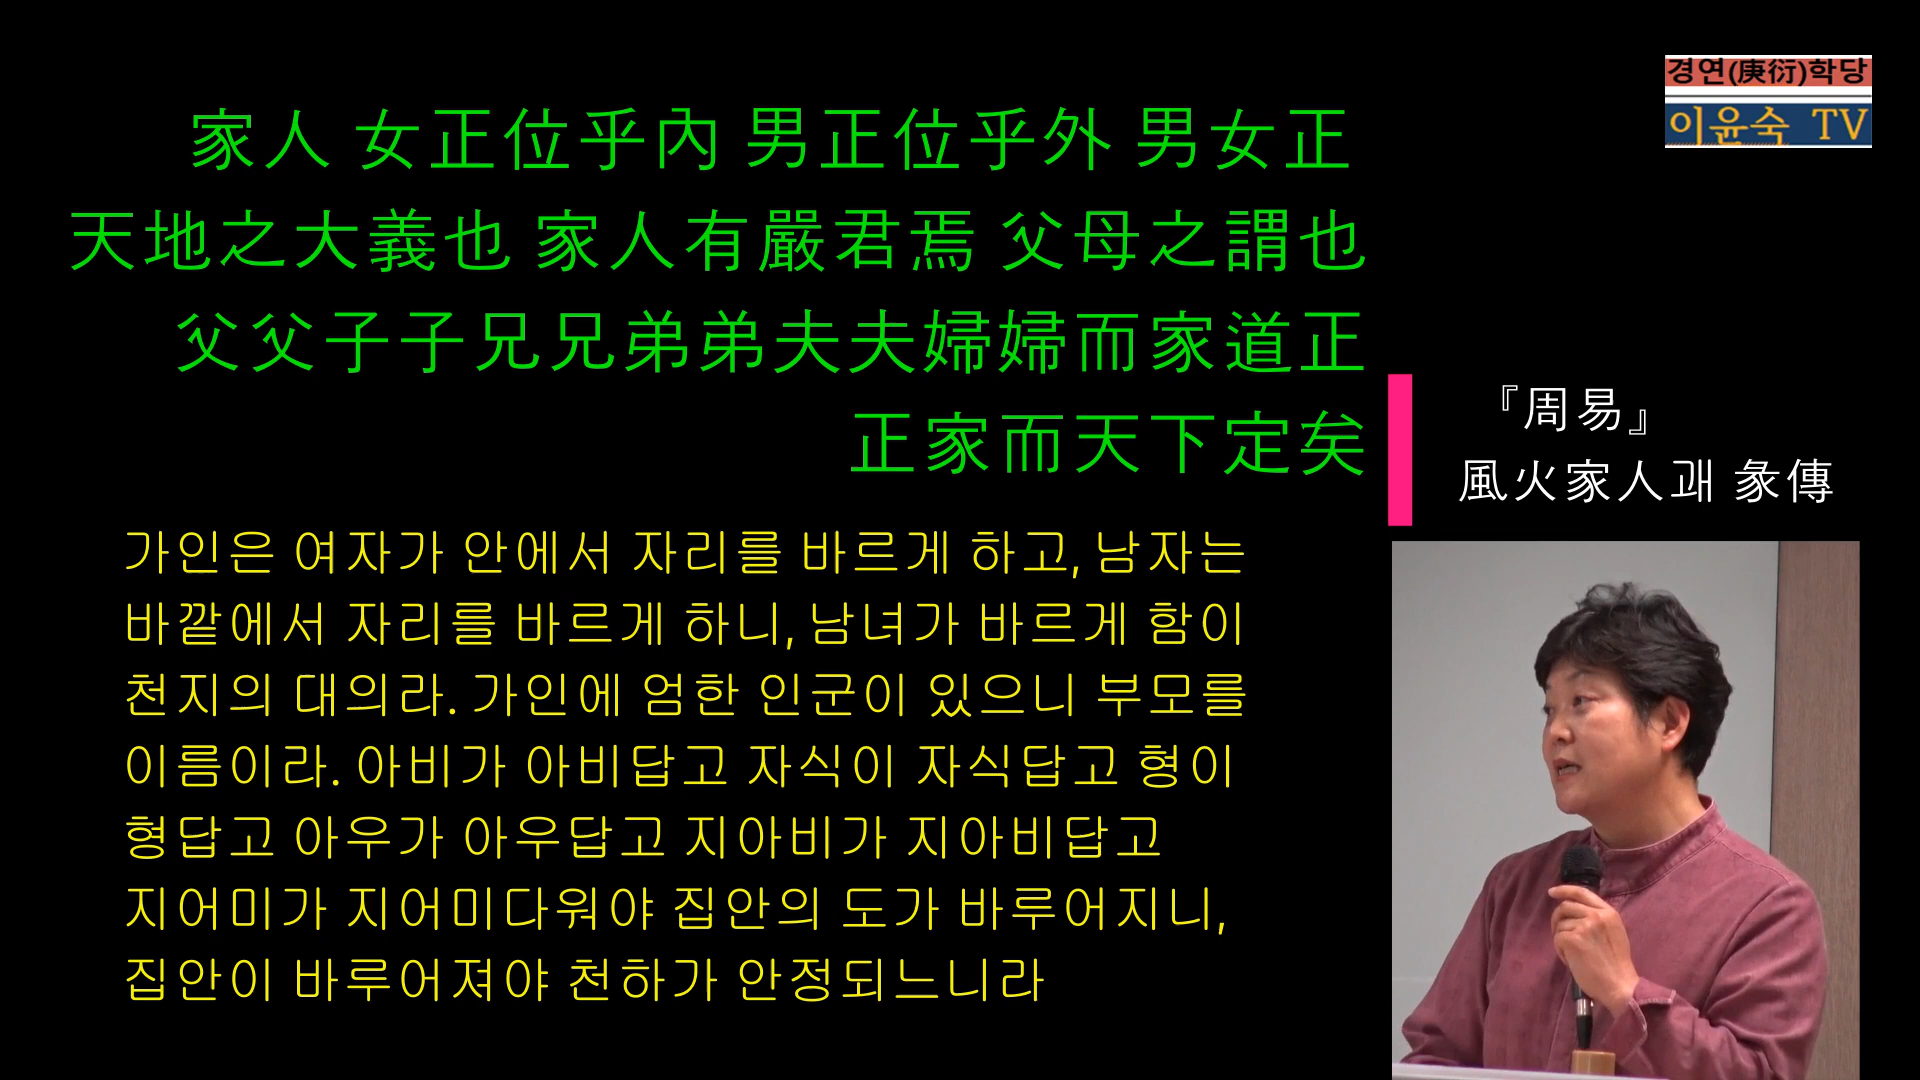 경연(庚衍)학당
이윤숙 TV
家人 女正位乎內 男正位乎外 男女正
天地之大義也 家人有嚴君焉 父母之謂也
父父子子兄兄弟弟夫夫婦婦而家道正
正家而天下定矣
『周易』
風火家人괘 彖傳
가인은 여자가 안에서 자리를 바르게 하고, 남자는
바깥에서 자리를 바르게 하니, 남녀가 바르게 함이
천지의 대의라. 가인에 엄한 인군이 있으니 부모를
이름이라. 아비가 아비답고 자식이 자식답고 형이
형답고 아우가 아우답고 지아비가 지아비답고
지어미가 지어미다워야 집안의 도가 바루어지니,
집안이 바루어져야 천하가 안정되느니라